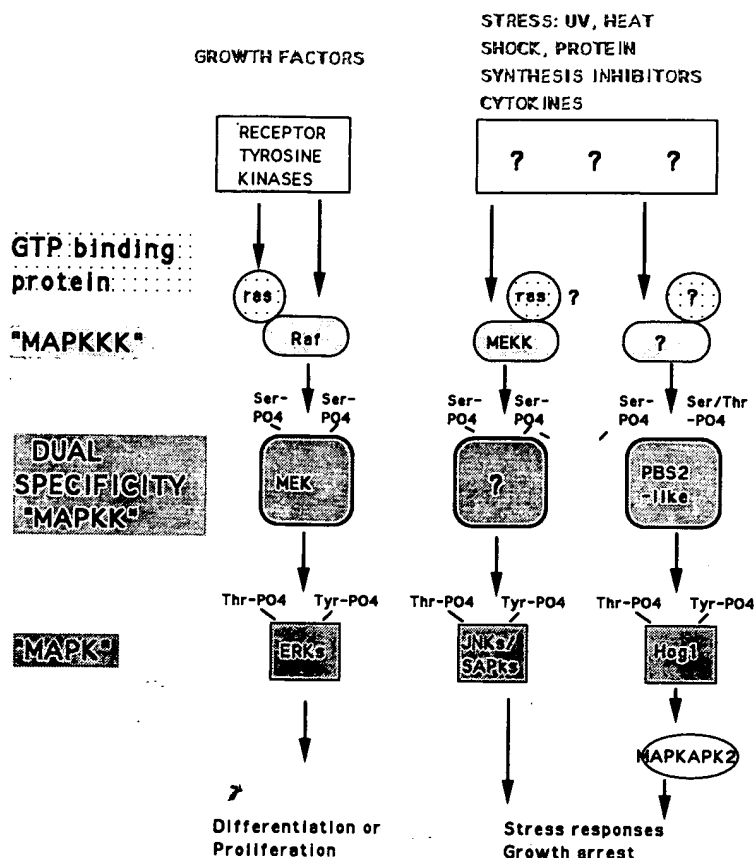 GROWTH FACTORS
STRESS: UV, HEAT
SHOCK, PROTEIN
SYNTHESIS INHIBITORS
CYTOKINES
RECEPTOR
TYROSINE
KINASES
? ? ?
GTP binding
protein
ras
ras ?
?
"MAPKKK"
Raf
MEKK
?
Ser-
PO4
Ser-
PO4
Ser-
PO4
Ser-
PO4
Ser-
PO4
Ser/Thr
-PO4
DUAL
SPECIFICITY
"MAPKK"
MEK
?
PBS2
-like
Thr-PO4 Tyr-PO4
Thr-PO4 Tyr-PO4
Thr-PO4 Tyr-PO4
"MAPK"
ERKs
JNKs/
SAPks
Hog1
MAPKAPK2
?
Differentiation or
Proliferation
Stress responses
Growth arrest